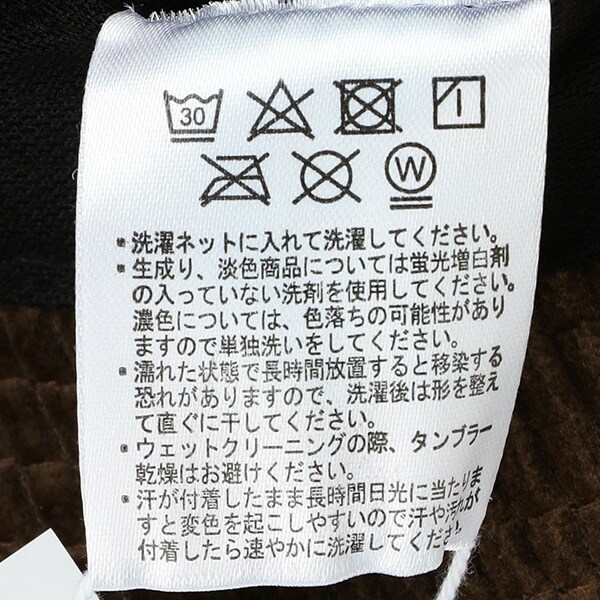 30
W
・洗濯ネットに入れて洗濯してください。
・生成り、淡色商品については蛍光増白剤
の入っていない洗剤を使用してください。
濃色については、色落ちの可能性があり
ますので単独洗いをしてください。
・濡れた状態で長時間放置すると移染する
恐れがありますので、洗濯後は形を整え
て直ぐに干してください。
・ウェットクリーニングの際、タンブラー
乾燥はお避けください。
・汗が付着したまま長時間日光に当たりま
すと変色を起こしやすいので汗や汚れが
付着したら速やかに洗濯してくださ